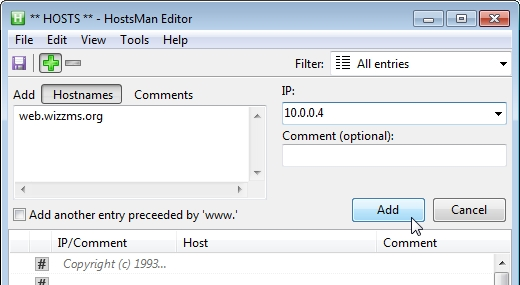 ** HOSTS ** - HostsMan Editor
File Edit View Tools Help
Filter: All entries
Add Hostnames Comments
web.wizzms.org
IP:
10.0.0.4
Comment (optional):
Add another entry preceeded by 'www.'
Add Cancel
IP/Comment Host Comment
# Copyright (c) 1993...
#